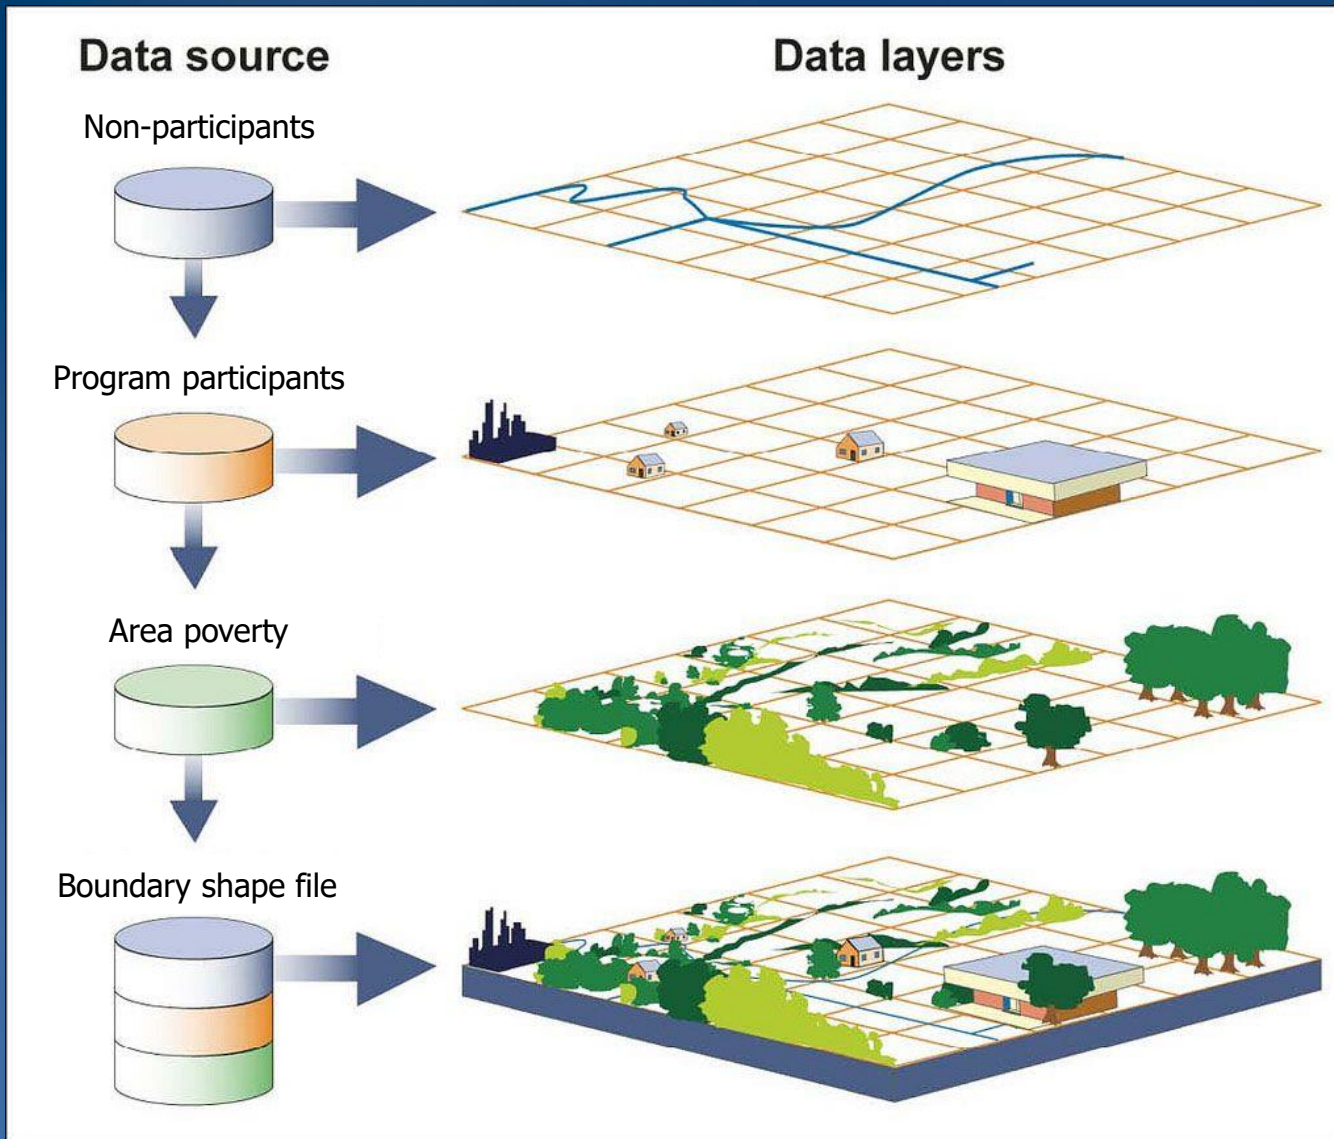 Data source
Data layers
Non-participants
Program participants
Area poverty
Boundary shape file